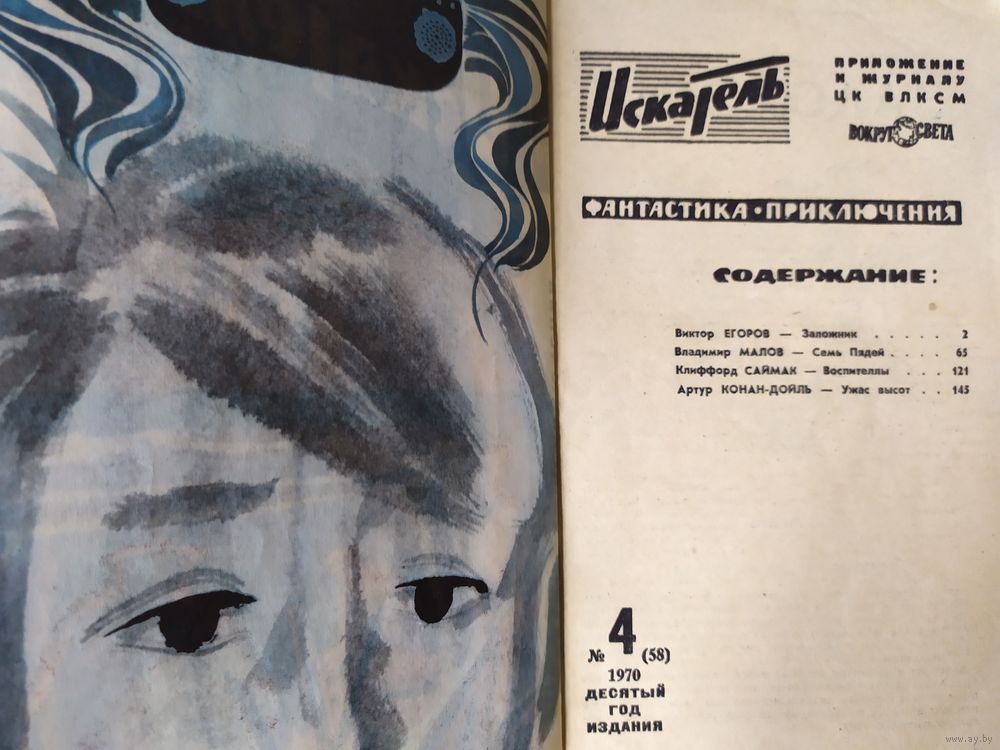 Искатель
ПРИЛОЖЕНИЕ
К ЖУРНАЛУ
ЦК ВЛКСМ
ВОКРУГ СВЕТА
ФАНТАСТИКА • ПРИКЛЮЧЕНИЯ
СОДЕРЖАНИЕ:
Виктор ЕГОРОВ — Заложник . . . . . . 2
Владимир МАЛОВ — Семь Пядей . . . . 65
Клиффорд САЙМАК — Воспителлы . . . 121
Артур КОНАН-ДОЙЛЬ — Ужас высот . . 145
№ 4 (58)
1970
ДЕСЯТЫЙ
ГОД
ИЗДАНИЯ
www.ay.by